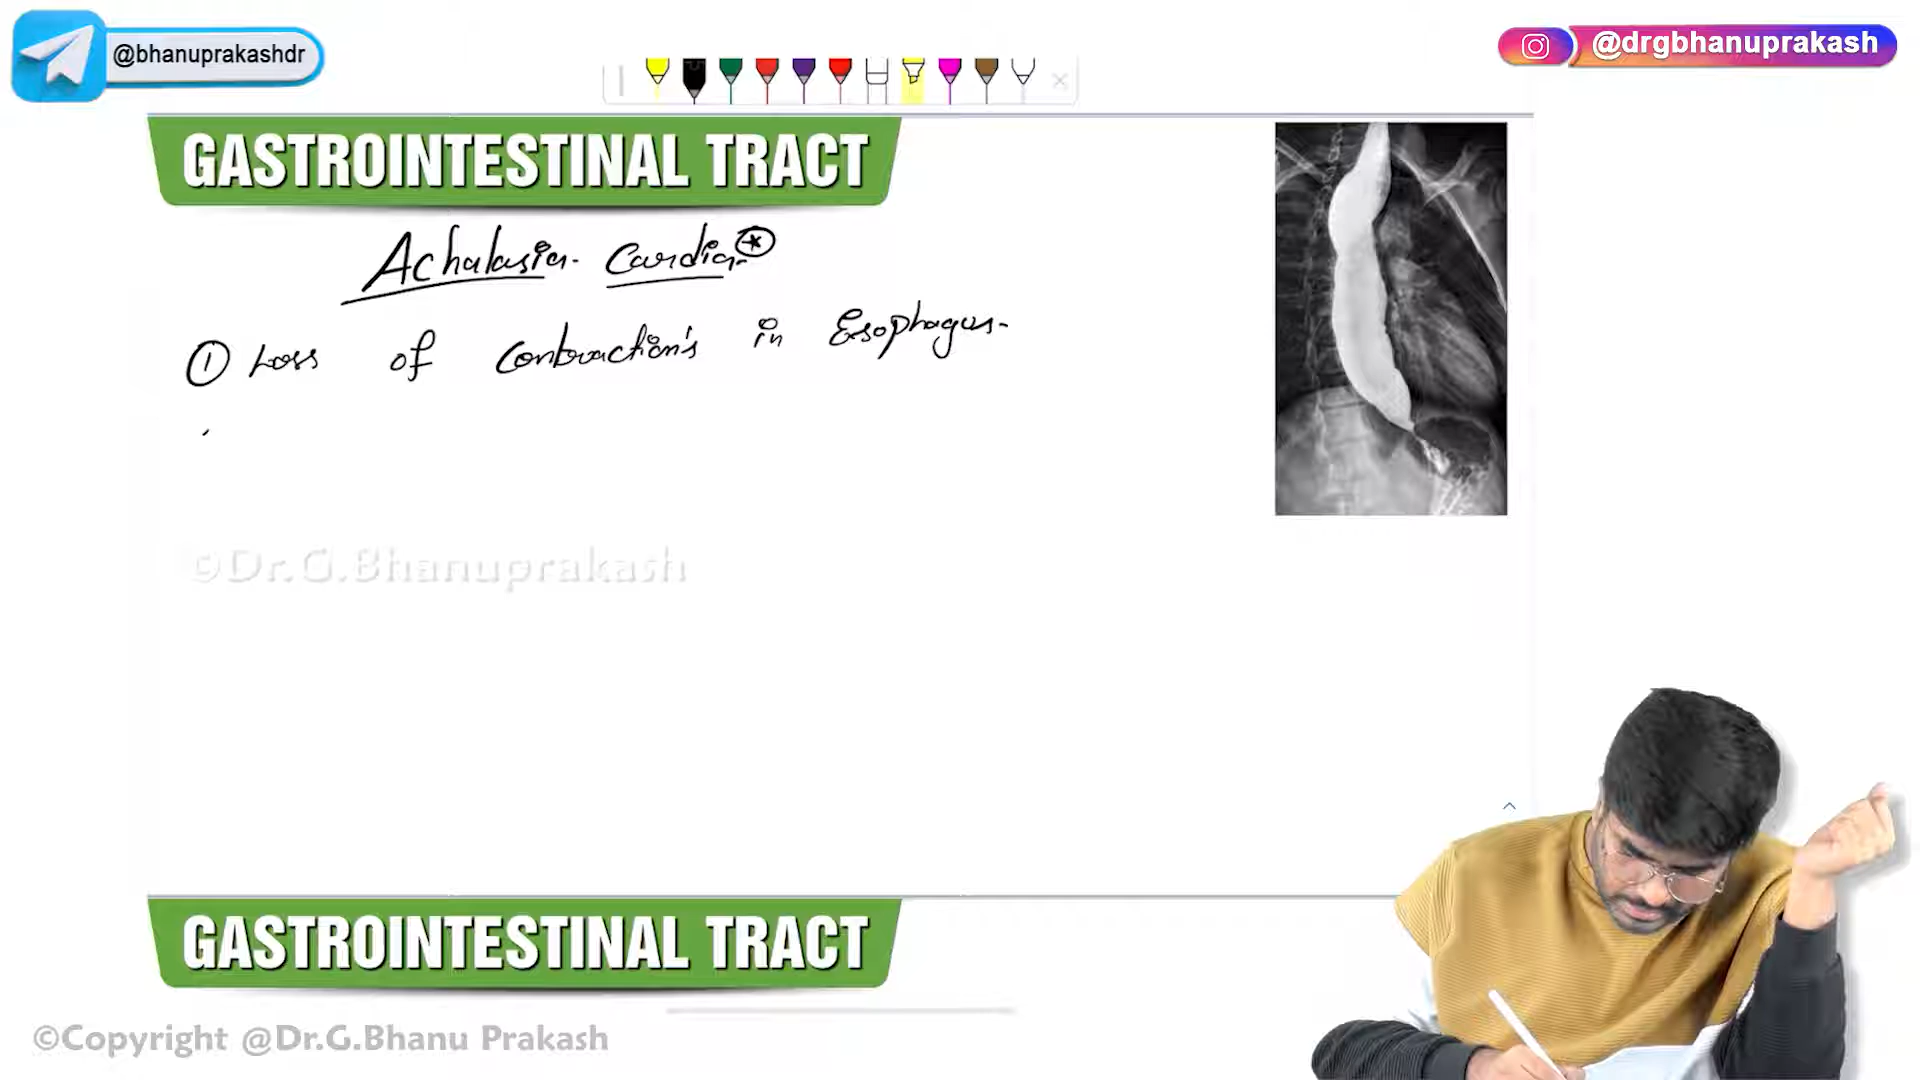 @bhanuprakashdr
@drgbhanuprakash
GASTROINTESTINAL TRACT
Achalasia Cardia
① Loss of Contractions in Esophagus.
©Dr.G.Bhanuprakash
GASTROINTESTINAL TRACT
©Copyright @Dr.G.Bhanu Prakash